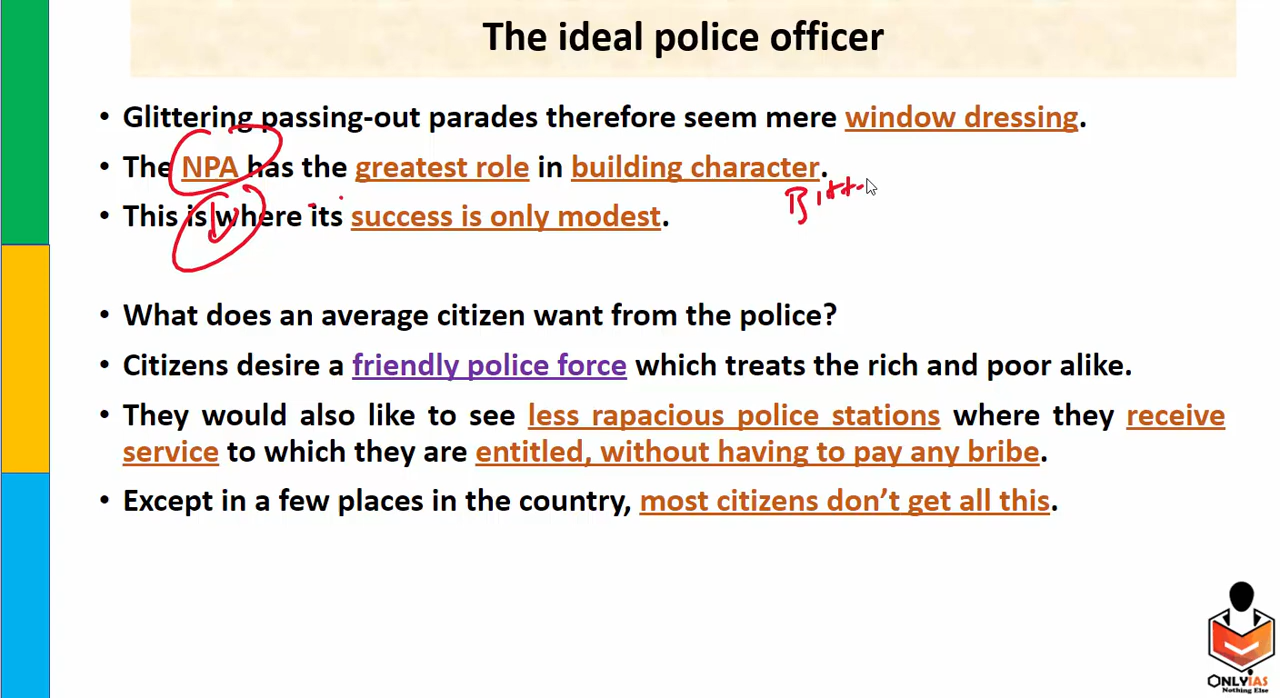 The ideal police officer
• Glittering passing-out parades therefore seem mere window dressing.
• The NPA has the greatest role in building character.
• This is where its success is only modest.
• What does an average citizen want from the police?
• Citizens desire a friendly police force which treats the rich and poor alike.
• They would also like to see less rapacious police stations where they receive
service to which they are entitled, without having to pay any bribe.
• Except in a few places in the country, most citizens don’t get all this.
ONLYIAS
Nothing Else